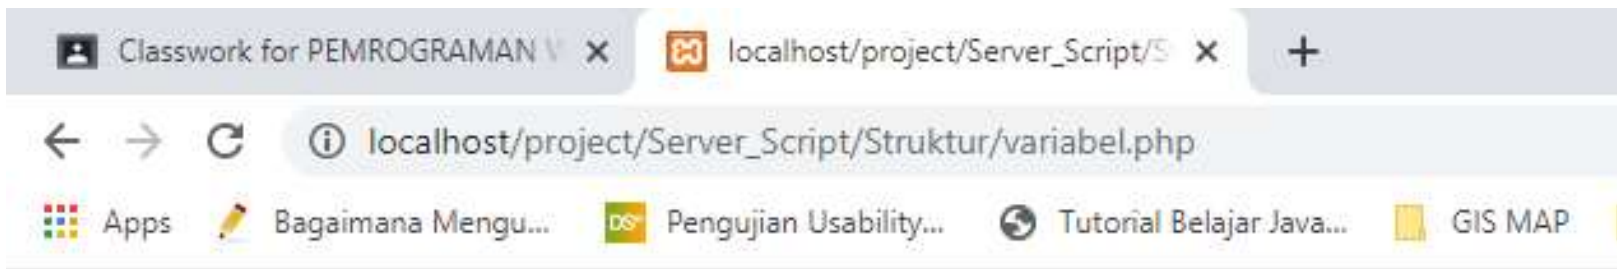 Classwork for PEMROGRAMAN localhost/project/Server_Script/S
localhost/project/Server_Script/Struktur/variabel.php
Apps Bagaimana Mengu... DS Pengujian Usability... Tutorial Belajar Java... GIS MAP